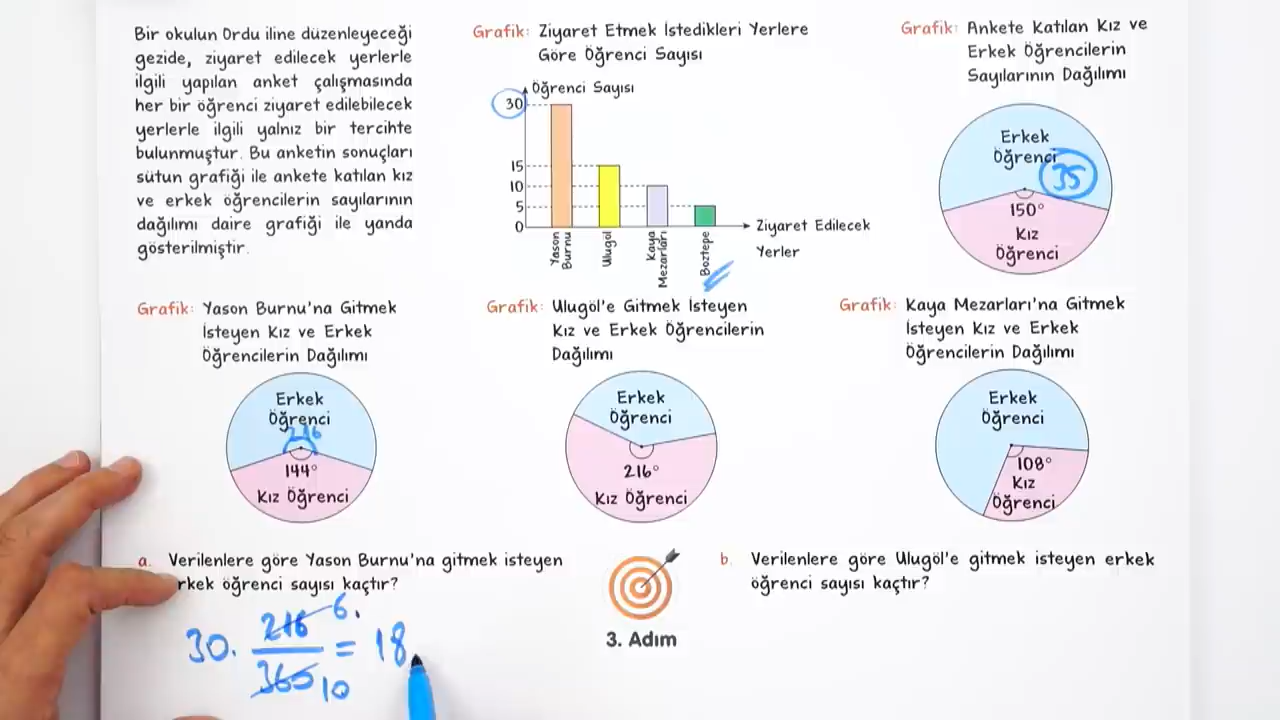 Bir okulun Ordu iline düzenleyeceği
gezide, ziyaret edilecek yerlerle
ilgili yapılan anket çalışmasında
her bir öğrenci ziyaret edilebilecek
yerlerle ilgili yalnız bir tercihte
bulunmuştur. Bu anketin sonuçları
sütun grafiği ile ankete katılan kız
ve erkek öğrencilerin sayılarının
dağılımı daire grafiği ile yanda
gösterilmiştir.
Grafik: Ziyaret Etmek İstedikleri Yerlere
Göre Öğrenci Sayısı
Öğrenci Sayısı
30
15
10
5
0
Yason
Burnu
Ulugöl
Kaya
Mezarları
Boztepe
Ziyaret Edilecek
Yerler
Grafik: Ankete Katılan Kız ve
Erkek Öğrencilerin
Sayılarının Dağılımı
Erkek
Öğrenci
35
150°
Kız
Öğrenci
Grafik: Yason Burnu'na Gitmek
İsteyen Kız ve Erkek
Öğrencilerin Dağılımı
Erkek
Öğrenci
216
144°
Kız Öğrenci
Grafik: Ulugöl'e Gitmek İsteyen
Kız ve Erkek Öğrencilerin
Dağılımı
Erkek
Öğrenci
216°
Kız Öğrenci
Grafik: Kaya Mezarları'na Gitmek
İsteyen Kız ve Erkek
Öğrencilerin Dağılımı
Erkek
Öğrenci
108°
Kız
Öğrenci
a. Verilenlere göre Yason Burnu'na gitmek isteyen
rkek öğrenci sayısı kaçtır?
30. 216 6. = 18
360 10
3. Adım
b. Verilenlere göre Ulugöl'e gitmek isteyen erkek
öğrenci sayısı kaçtır?